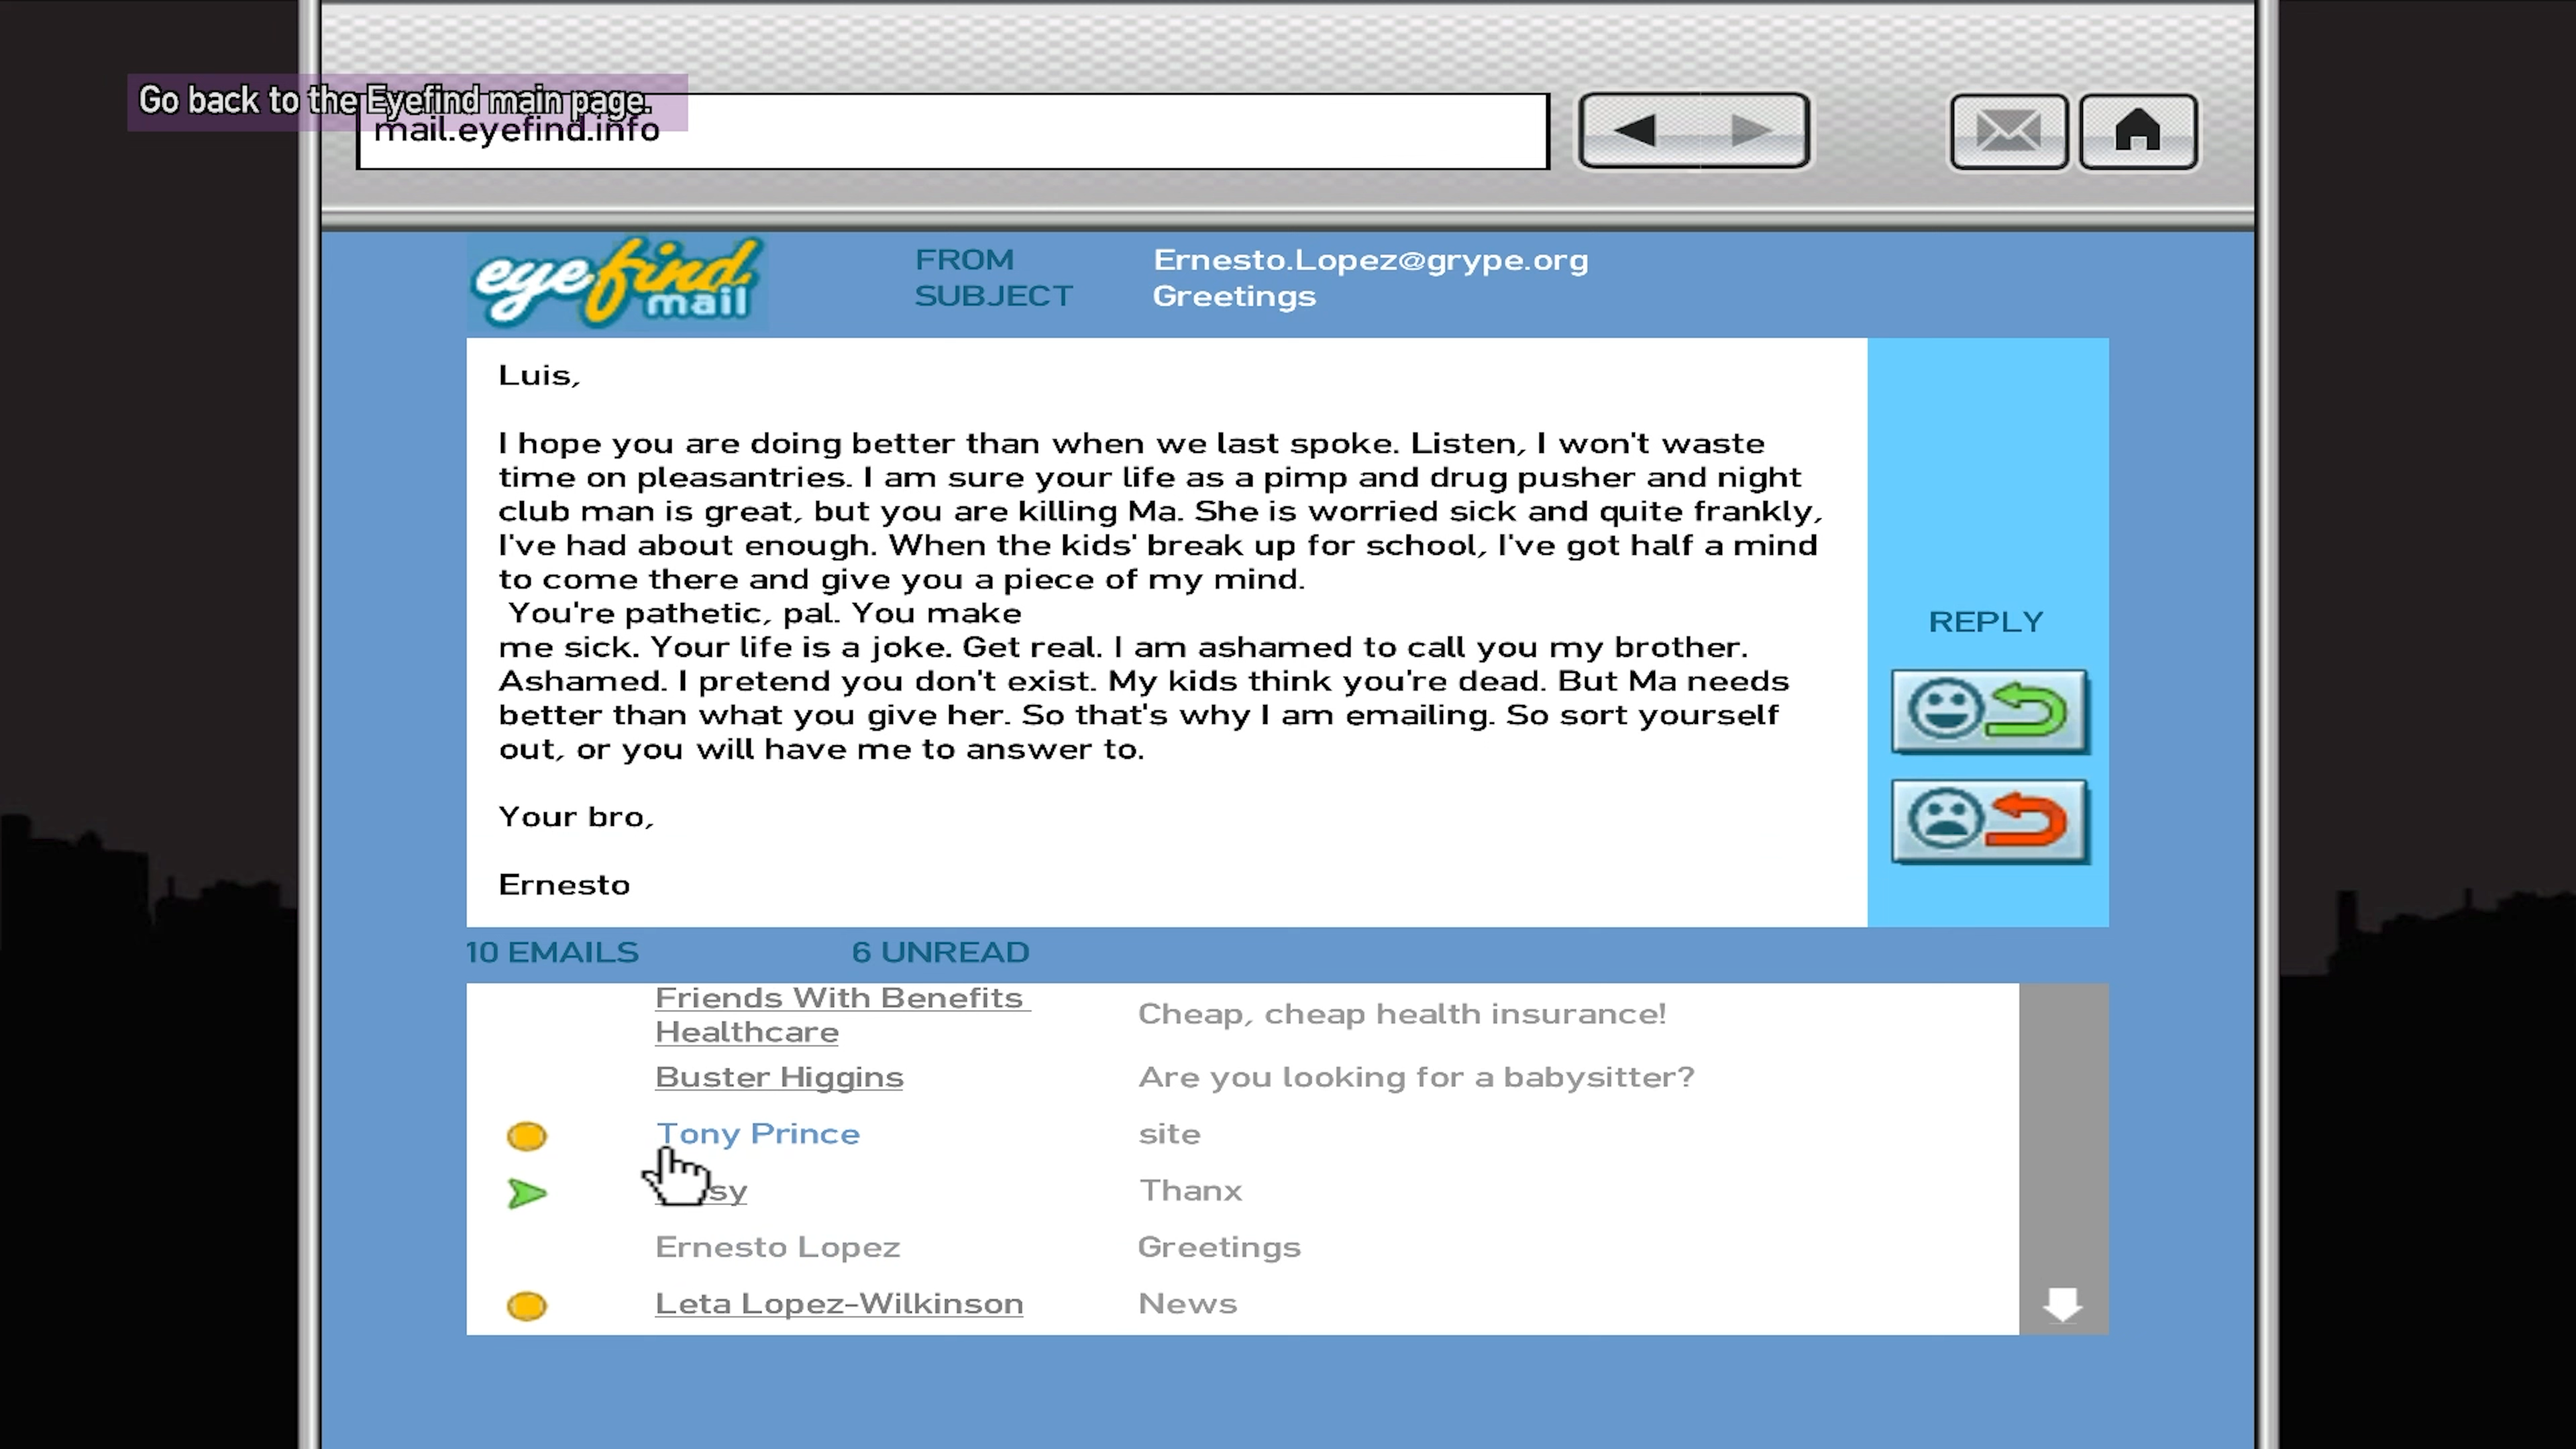 Go back to the Eyefind main page.
mail.eyefind.info
eyefind
mail
FROM Ernesto.Lopez@grype.org
SUBJECT Greetings
Luis,
I hope you are doing better than when we last spoke. Listen, I won't waste
time on pleasantries. I am sure your life as a pimp and drug pusher and night
club man is great, but you are killing Ma. She is worried sick and quite frankly,
I've had about enough. When the kids' break up for school, I've got half a mind
to come there and give you a piece of my mind.
You're pathetic, pal. You make
me sick. Your life is a joke. Get real. I am ashamed to call you my brother.
Ashamed. I pretend you don't exist. My kids think you're dead. But Ma needs
better than what you give her. So that's why I am emailing. So sort yourself
out, or you will have me to answer to.
Your bro,
Ernesto
REPLY
10 EMAILS 6 UNREAD
Friends With Benefits
Healthcare Cheap, cheap health insurance!
Buster Higgins Are you looking for a babysitter?
Tony Prince site
Thanx
Ernesto Lopez Greetings
Leta Lopez-Wilkinson News